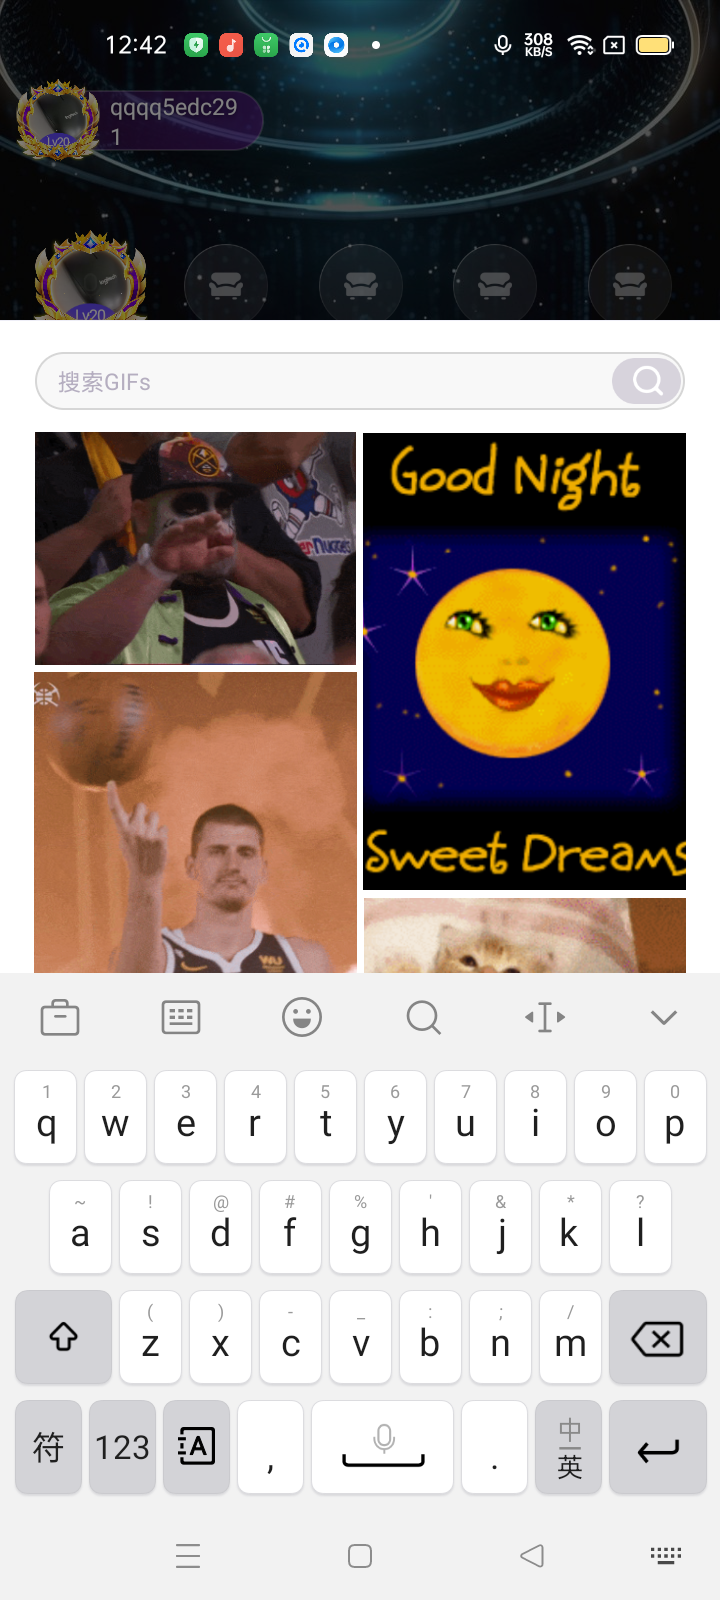 12:42
308
KB/S
qqqq5edc29
1
Lv20
Lv20
搜索GIFs
Good Night
Sweet Dreams
1 2 3 4 5 6 7 8 9 0
q w e r t y u i o p
~ ! @ # % ' & * ?
a s d f g h j k l
( ) - _ : ; /
z x c v b n m
符 123 A , . 中
英